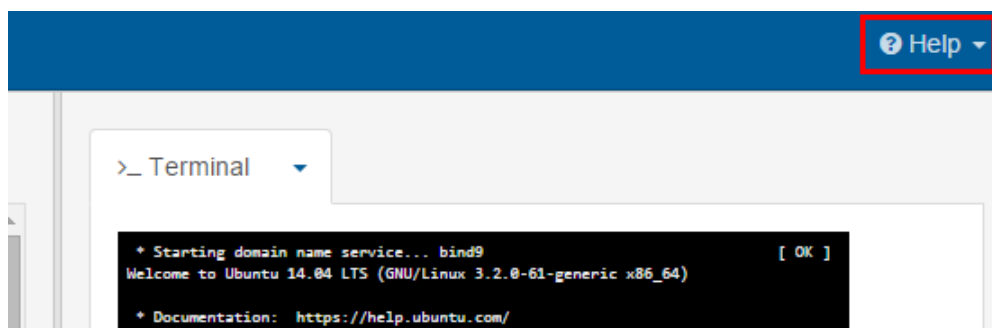 Help
>_ Terminal
* Starting domain name service... bind9 [ OK ]
Welcome to Ubuntu 14.04 LTS (GNU/Linux 3.2.0-61-generic x86_64)
* Documentation: https://help.ubuntu.com/